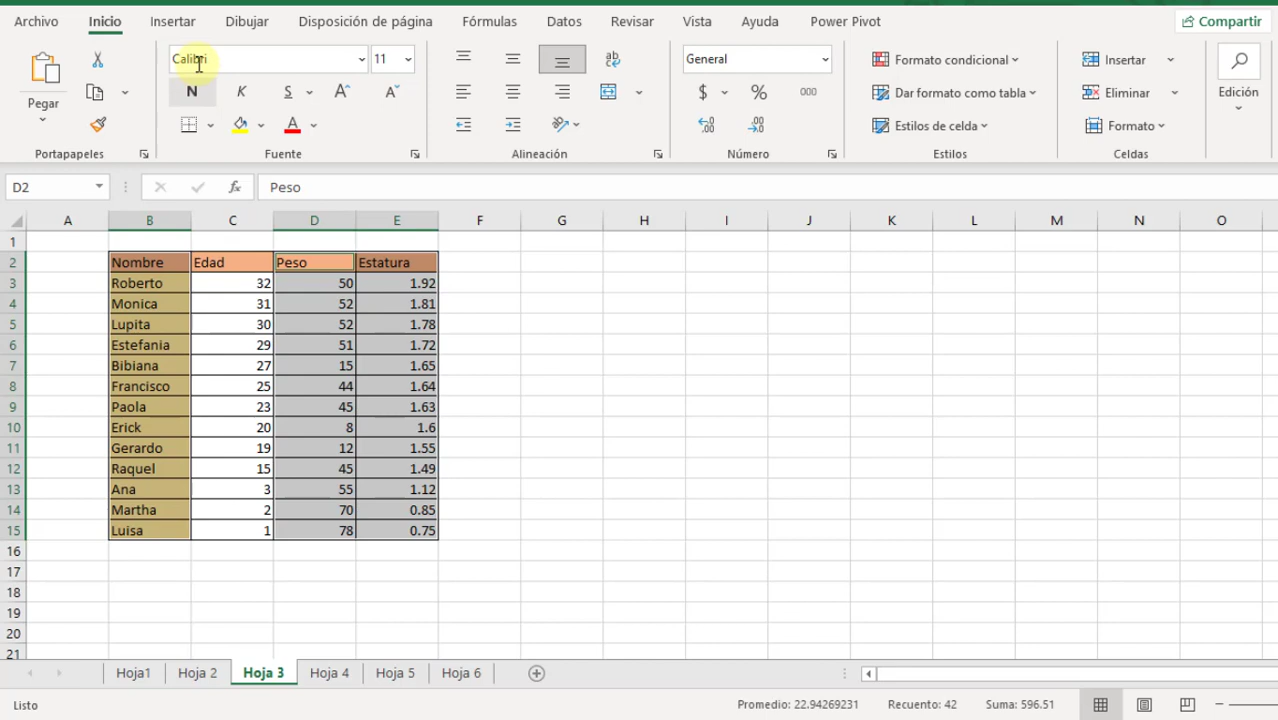 Archivo Inicio Insertar Dibujar Disposición de página Fórmulas Datos Revisar Vista Ayuda Power Pivot Compartir
Calibri 11 ab c General Formato condicional Insertar
Pegar N K S A A $ % 000 Dar formato como tabla Eliminar Edición
A Estilos de celda Formato
Portapapeles Fuente Alineación Número Estilos Celdas
D2 fx Peso
A B C D E F G H I J K L M N O
1
2 Nombre Edad Peso Estatura
3 Roberto 32 50 1.92
4 Monica 31 52 1.81
5 Lupita 30 52 1.78
6 Estefania 29 51 1.72
7 Bibiana 27 15 1.65
8 Francisco 25 44 1.64
9 Paola 23 45 1.63
10 Erick 20 8 1.6
11 Gerardo 19 12 1.55
12 Raquel 15 45 1.49
13 Ana 3 55 1.12
14 Martha 2 70 0.85
15 Luisa 1 78 0.75
16
17
18
19
20
21
Hoja1 Hoja 2 Hoja 3 Hoja 4 Hoja 5 Hoja 6
Listo Promedio: 22.94269231 Recuento: 42 Suma: 596.51